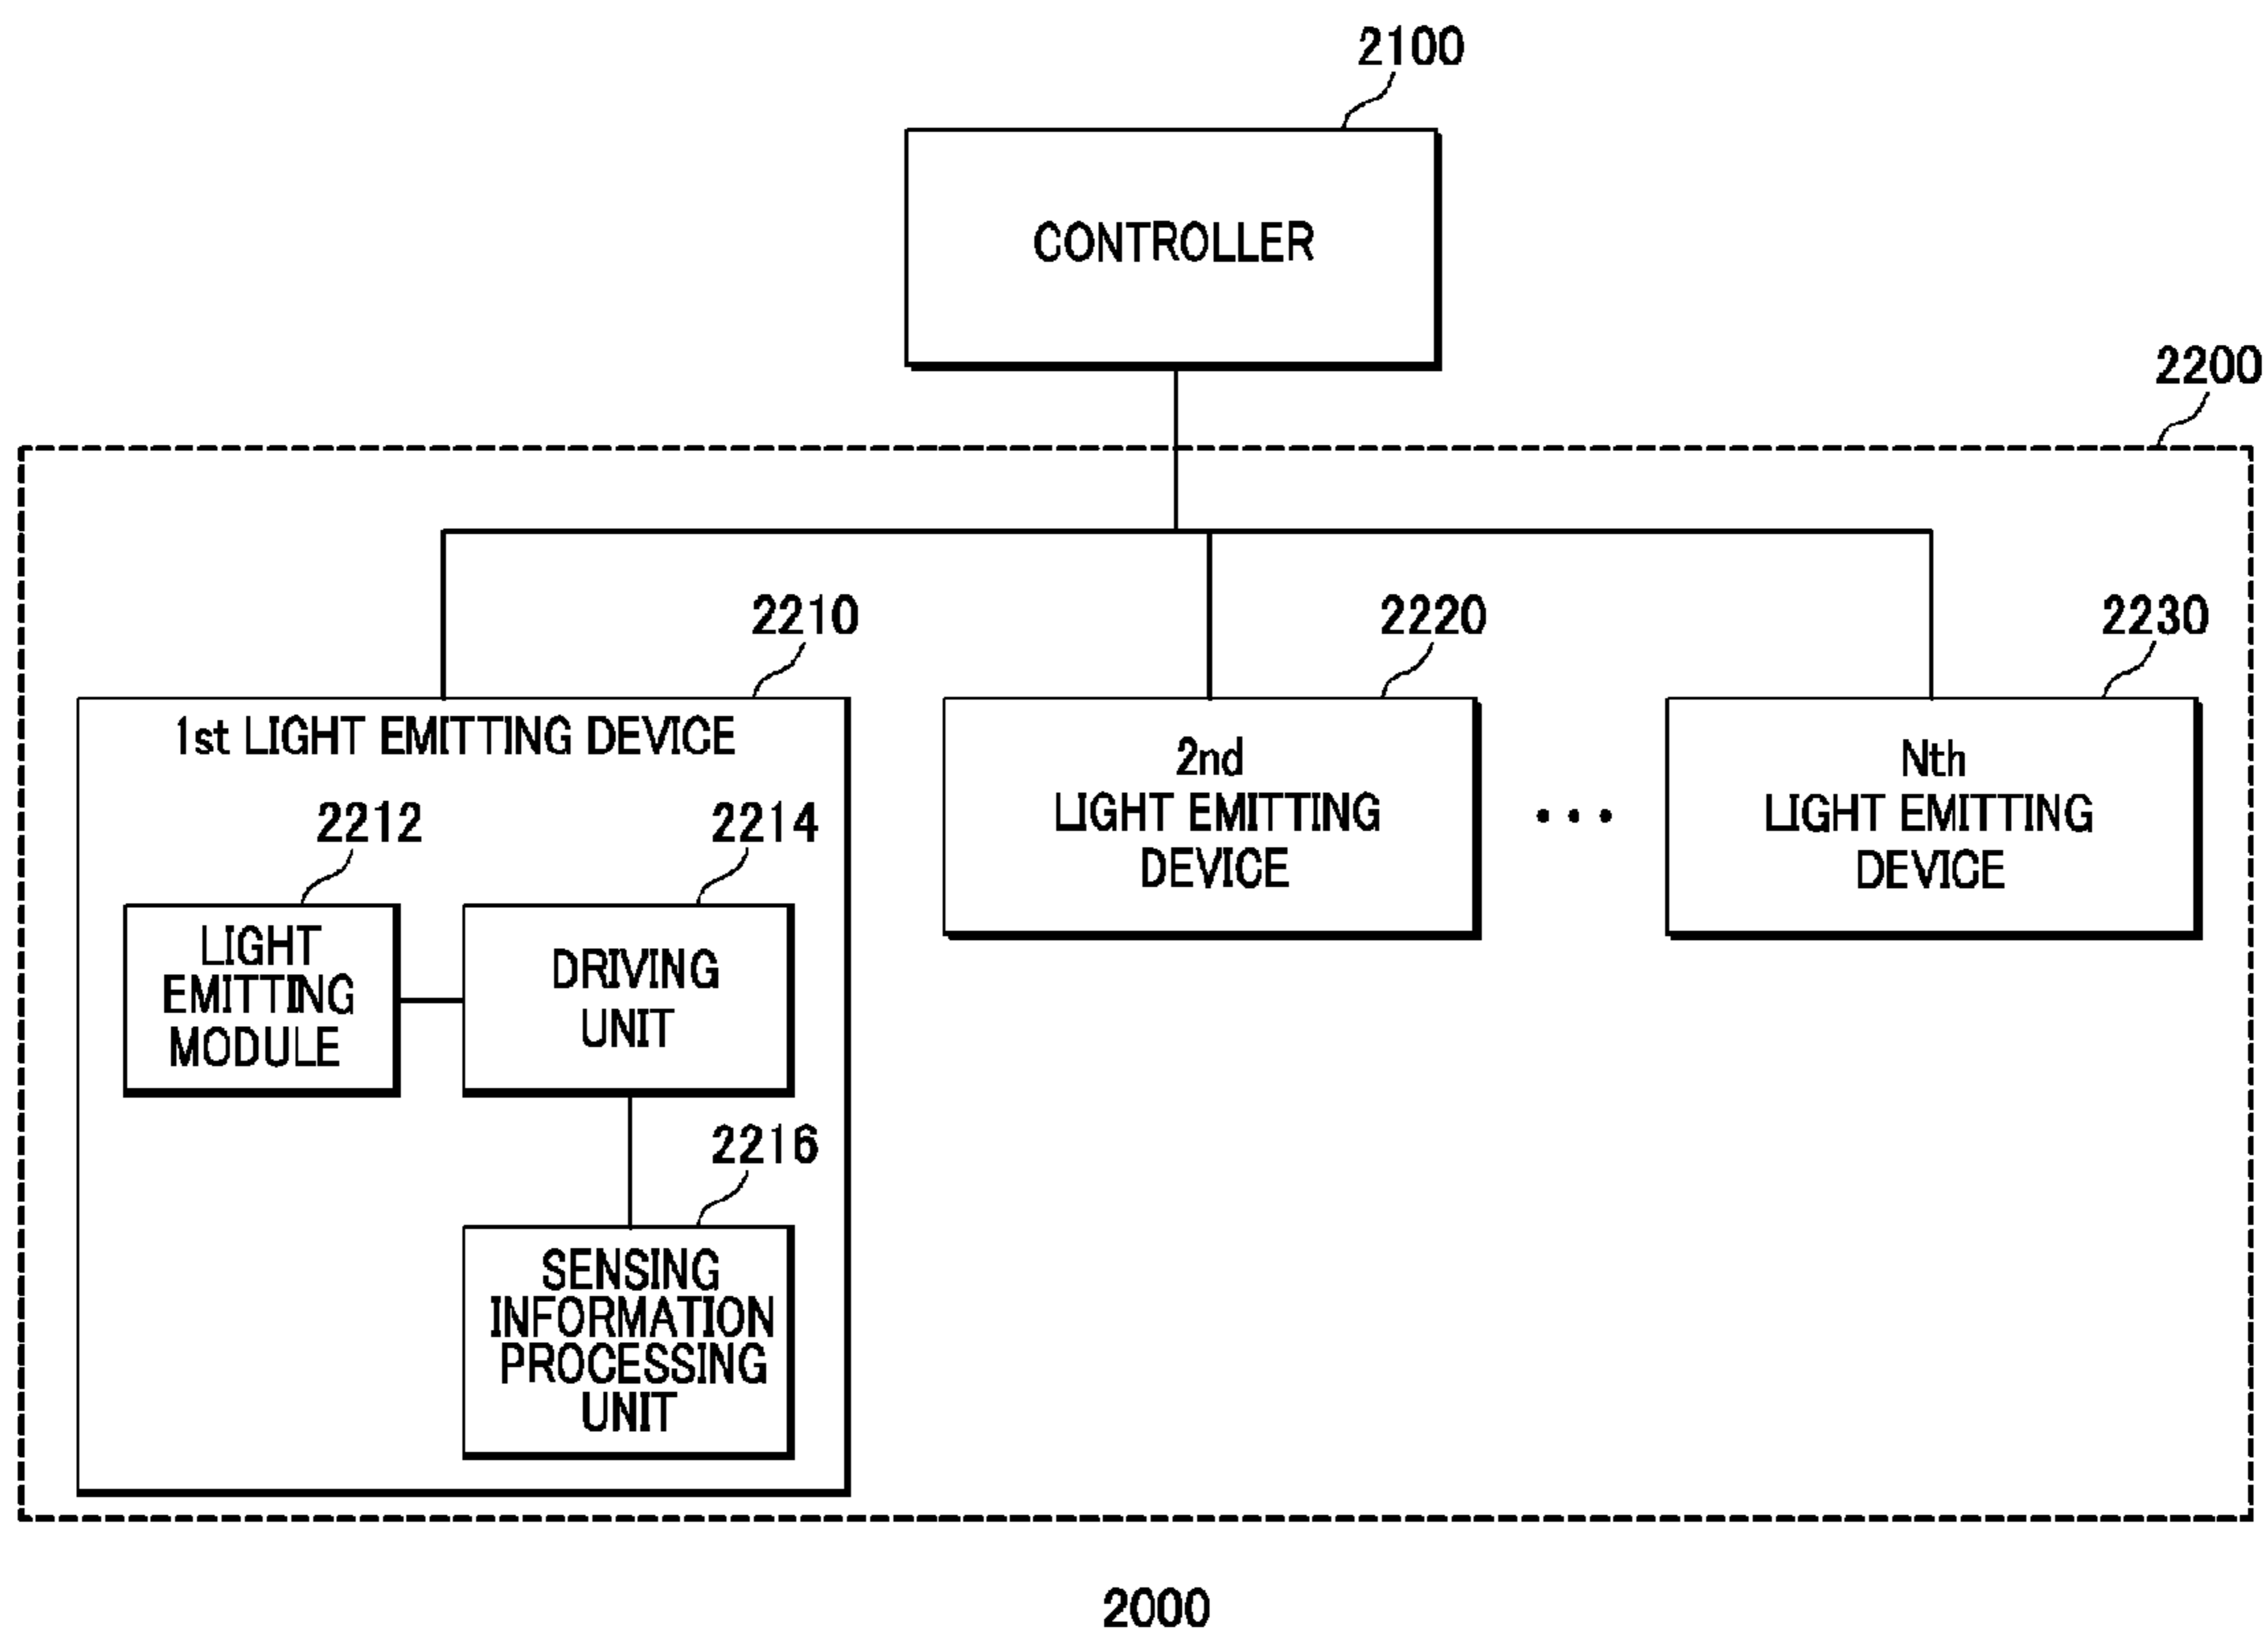 2100
CONTROLLER
2200
2210
2220
2230
1st LIGHT EMITTING DEVICE
2212
LIGHT
EMITTING
MODULE
2214
DRIVING
UNIT
2216
SENSING
INFORMATION
PROCESSING
UNIT
2nd
LIGHT EMITTING
DEVICE
...
Nth
LIGHT EMITTING
DEVICE
2000